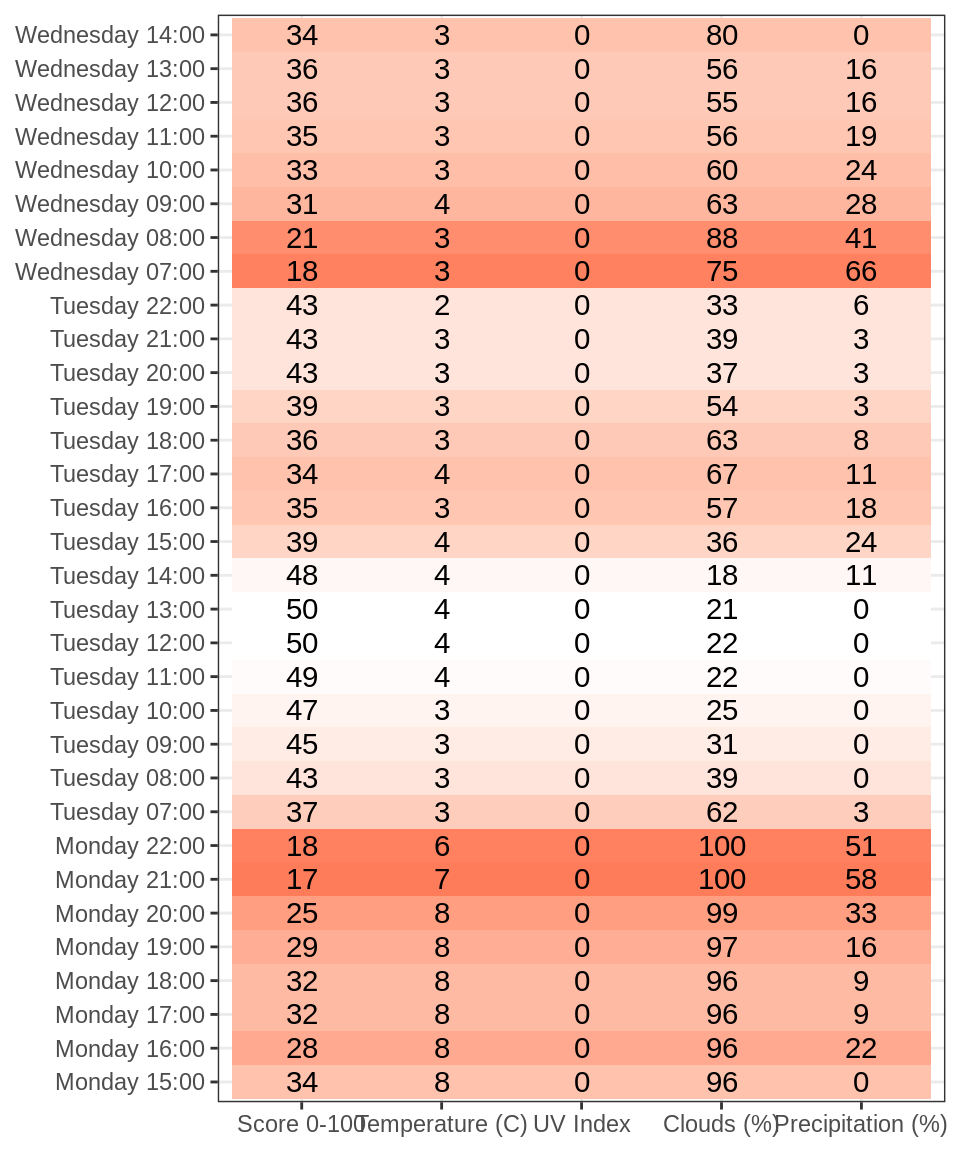 Wednesday 14:00 34 3 0 80 0
Wednesday 13:00 36 3 0 56 16
Wednesday 12:00 36 3 0 55 16
Wednesday 11:00 35 3 0 56 19
Wednesday 10:00 33 3 0 60 24
Wednesday 09:00 31 4 0 63 28
Wednesday 08:00 21 3 0 88 41
Wednesday 07:00 18 3 0 75 66
Tuesday 22:00 43 2 0 33 6
Tuesday 21:00 43 3 0 39 3
Tuesday 20:00 43 3 0 37 3
Tuesday 19:00 39 3 0 54 3
Tuesday 18:00 36 3 0 63 8
Tuesday 17:00 34 4 0 67 11
Tuesday 16:00 35 3 0 57 18
Tuesday 15:00 39 4 0 36 24
Tuesday 14:00 48 4 0 18 11
Tuesday 13:00 50 4 0 21 0
Tuesday 12:00 50 4 0 22 0
Tuesday 11:00 49 4 0 22 0
Tuesday 10:00 47 3 0 25 0
Tuesday 09:00 45 3 0 31 0
Tuesday 08:00 43 3 0 39 0
Tuesday 07:00 37 3 0 62 3
Monday 22:00 18 6 0 100 51
Monday 21:00 17 7 0 100 58
Monday 20:00 25 8 0 99 33
Monday 19:00 29 8 0 97 16
Monday 18:00 32 8 0 96 9
Monday 17:00 32 8 0 96 9
Monday 16:00 28 8 0 96 22
Monday 15:00 34 8 0 96 0
Score 0-100 Temperature (C) UV Index Clouds (%) Precipitation (%)